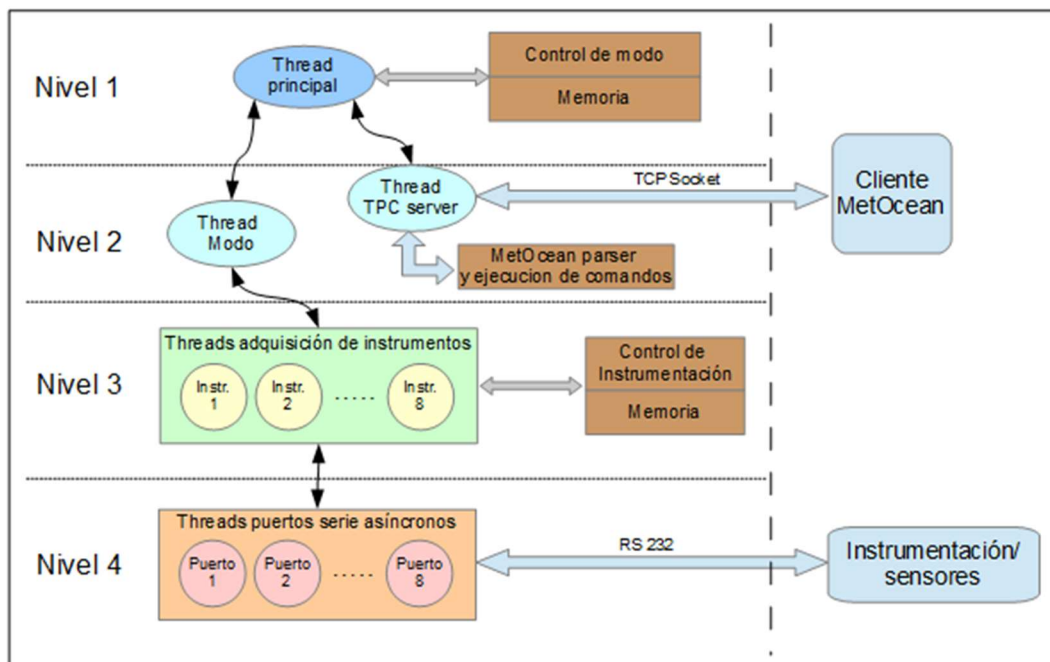 Nivel 1
Thread
principal
Control de modo
Memoria
Nivel 2
Thread
Modo
Thread
TPC server
TCP Socket
Cliente
MetOcean
MetOcean parser
y ejecucion de comandos
Nivel 3
Threads adquisición de instrumentos
Instr.
1
Instr.
2
.....
Instr.
8
Control de
Instrumentación
Memoria
Nivel 4
Threads puertos serie asíncronos
Puerto
1
Puerto
2
.....
Puerto
8
RS 232
Instrumentación/
sensores